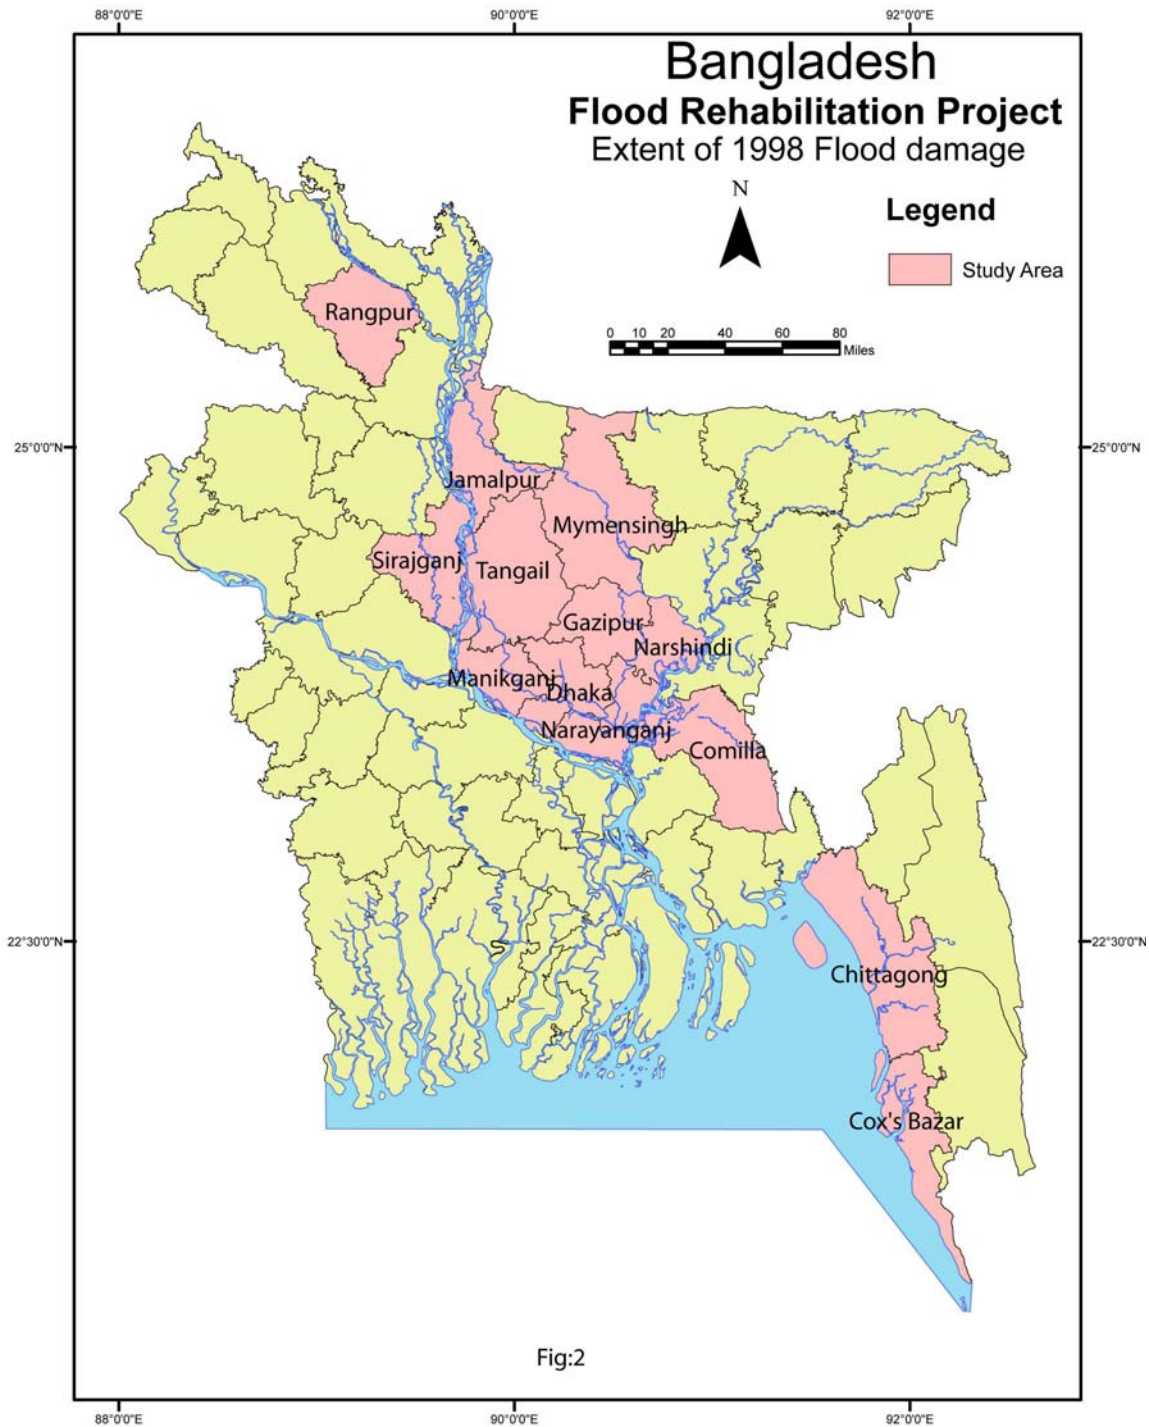 88°0'0"E 90°0'0"E 92°0'0"E
Bangladesh
Flood Rehabilitation Project
Extent of 1998 Flood damage
N
Legend
Study Area
0 10 20 40 60 80
Miles
Rangpur
25°0'0"N 25°0'0"N
Jamalpur
Mymensingh
Sirajganj
Tangail
Gazipur
Narshindi
Manikganj
Dhaka
Narayanganj
Comilla
22°30'0"N 22°30'0"N
Chittagong
Cox's Bazar
Fig:2
88°0'0"E 90°0'0"E 92°0'0"E